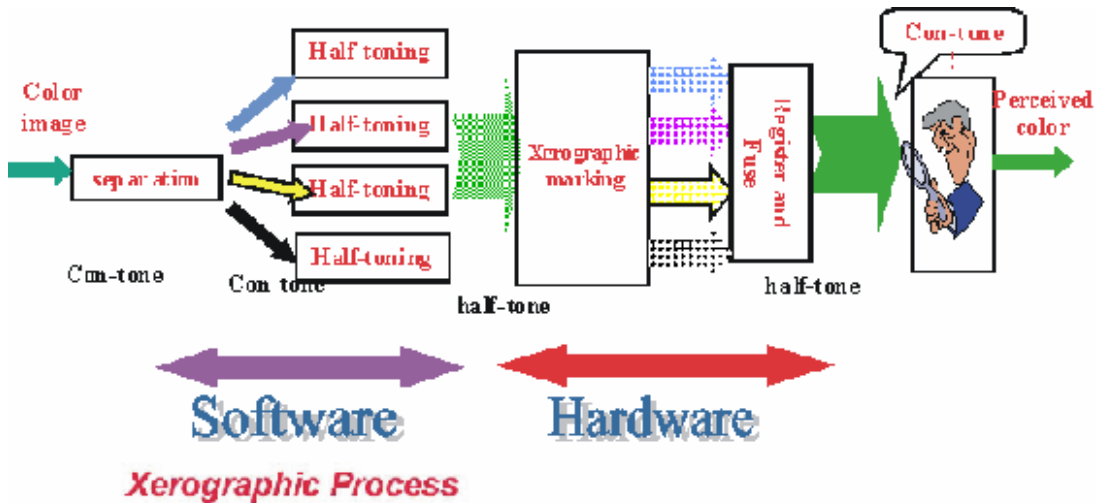 Color
image
separation
Con-tone
Half toning
Half-toning
Half-toning
Half-toning
Con tone
half-tone
Xerographic
marking
Register and
Fuse
half-tone
Con-tone
Perceived
color
Software
Hardware
Xerographic Process